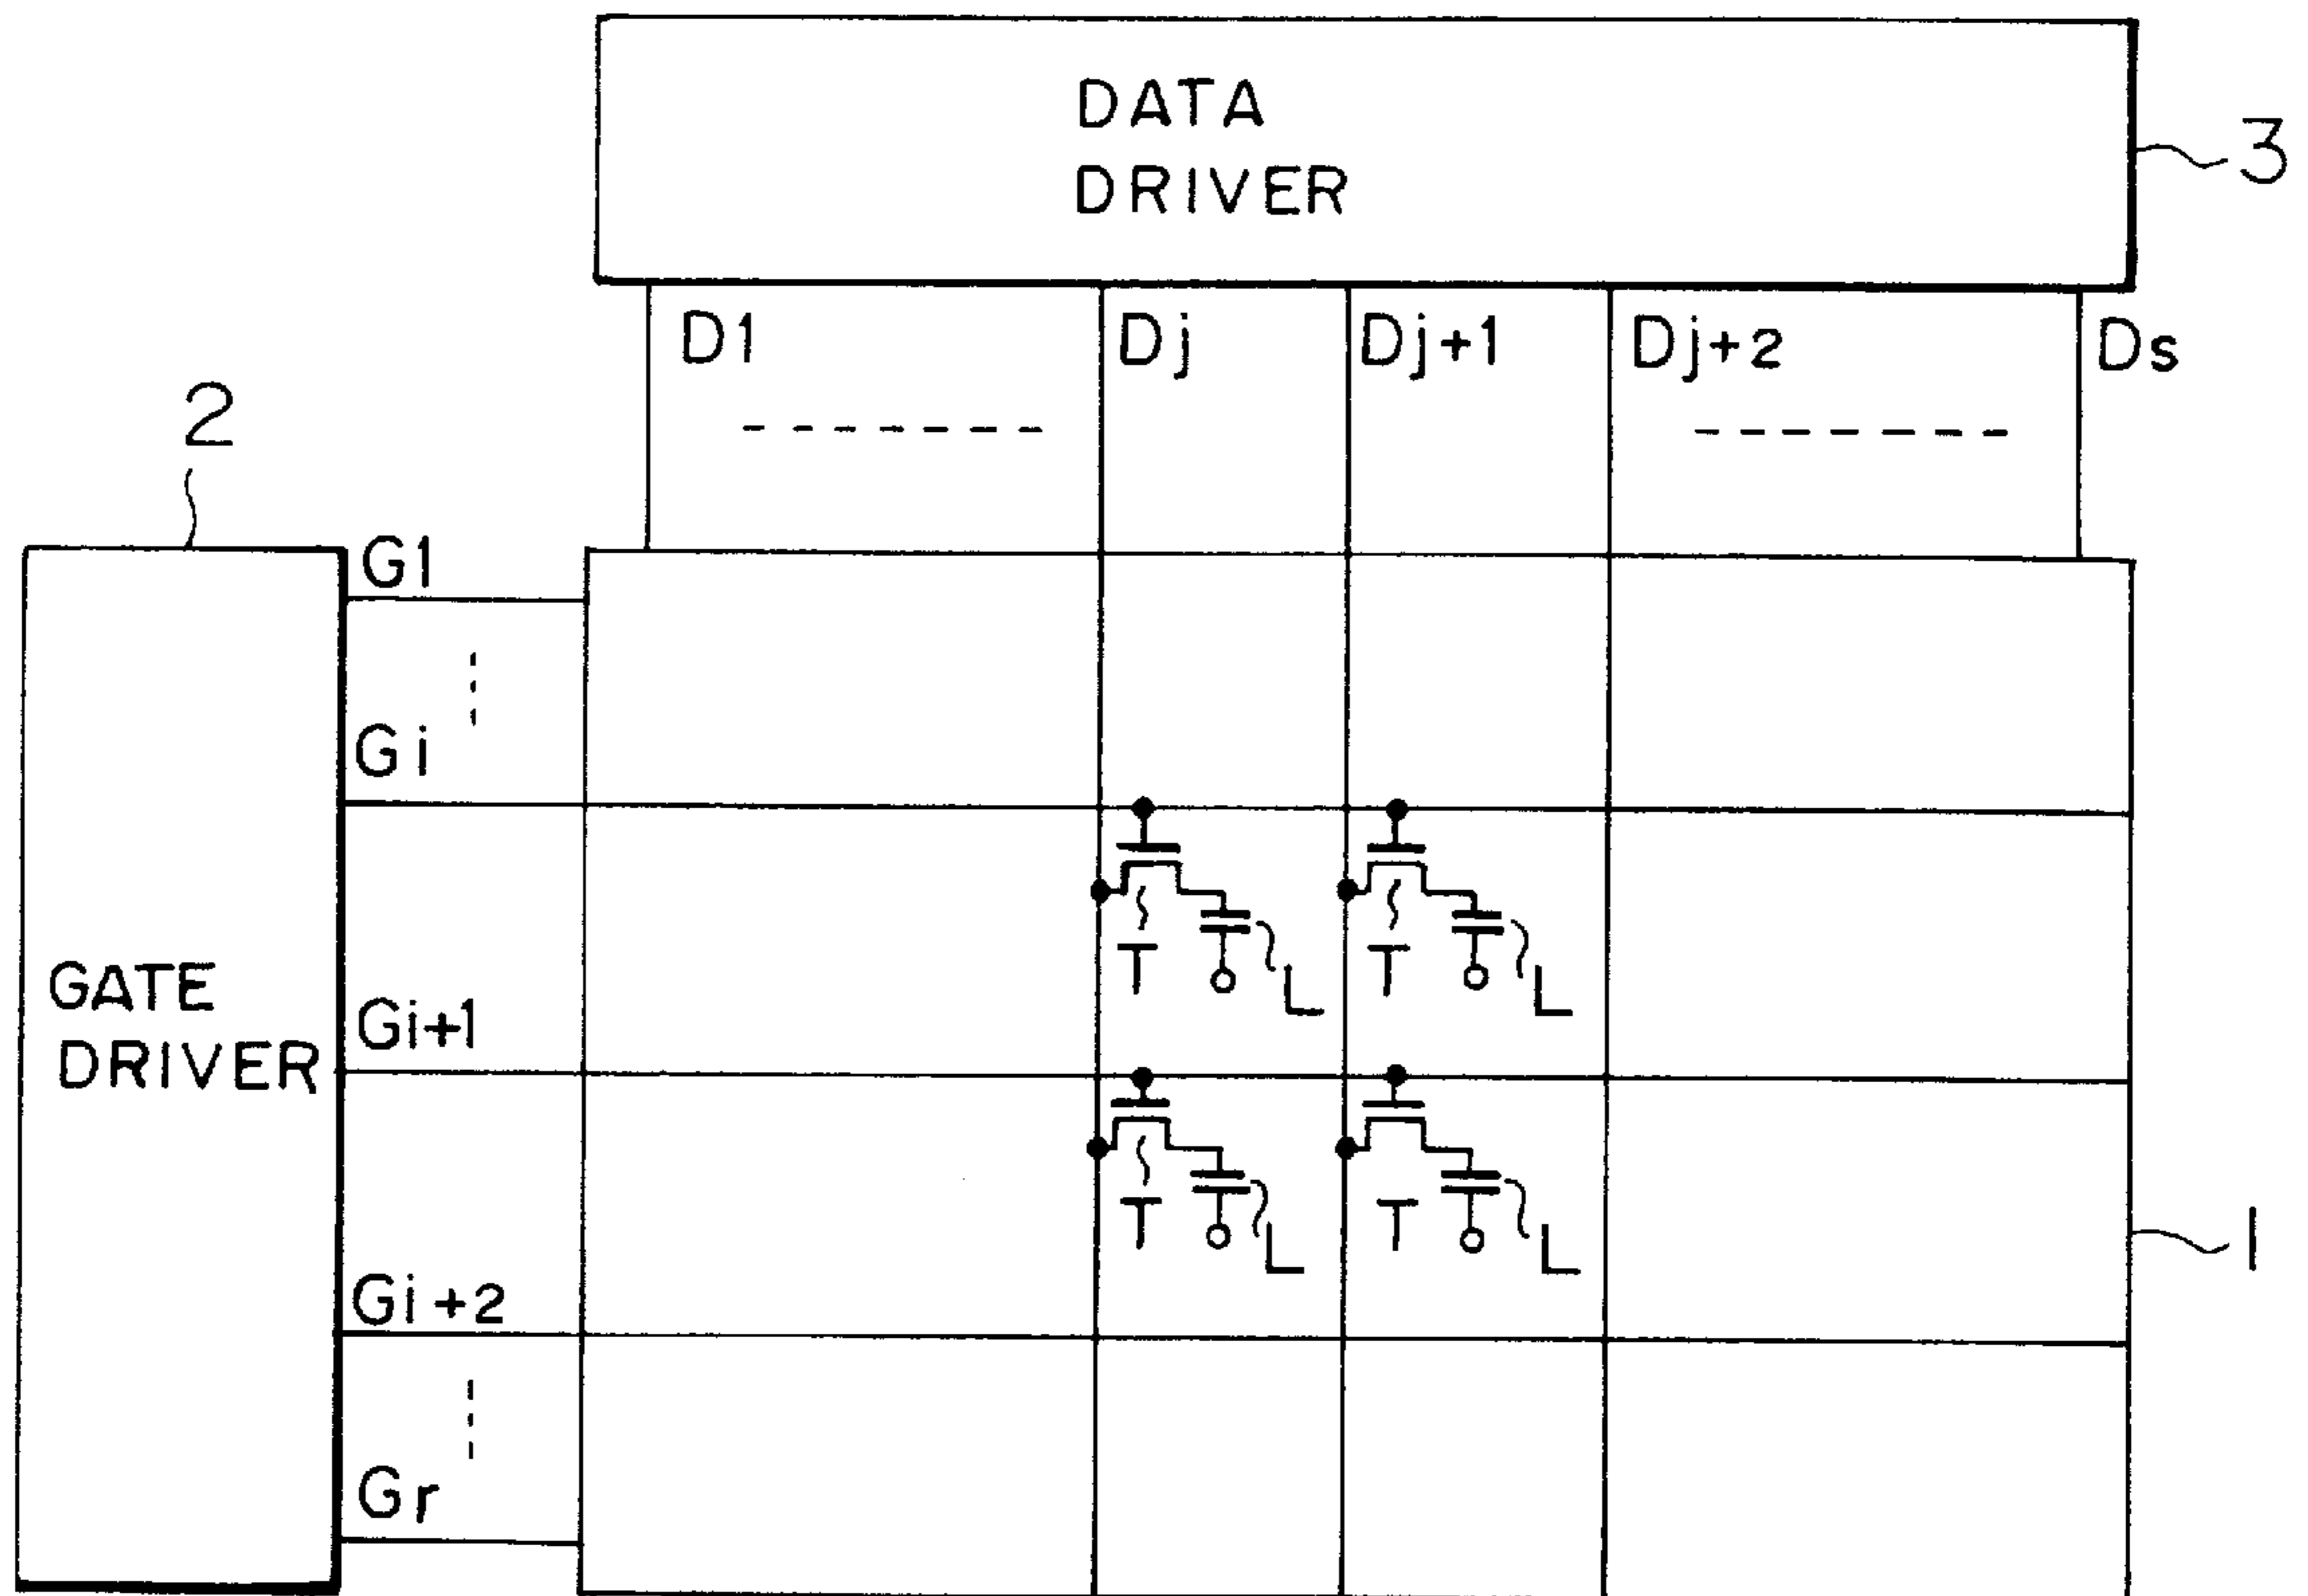 DATA
DRIVER
3
D1
Dj
Dj+1
Dj+2
Ds
2
G1
Gi
GATE
DRIVER
Gi+1
Gi+2
Gr
T
L
T
L
T
L
T
L
1